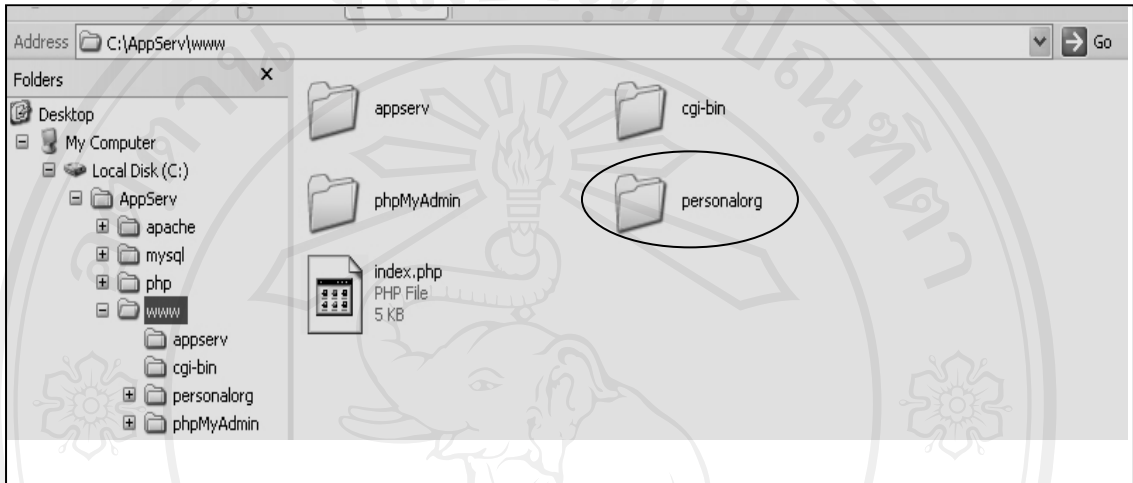 Address C:\AppServ\www Go
Folders x
Desktop
My Computer
Local Disk (C:)
AppServ
apache
mysql
php
www
appserv
cgi-bin
personalorg
phpMyAdmin
appserv cgi-bin
phpMyAdmin personalorg
index.php
PHP File
5 KB